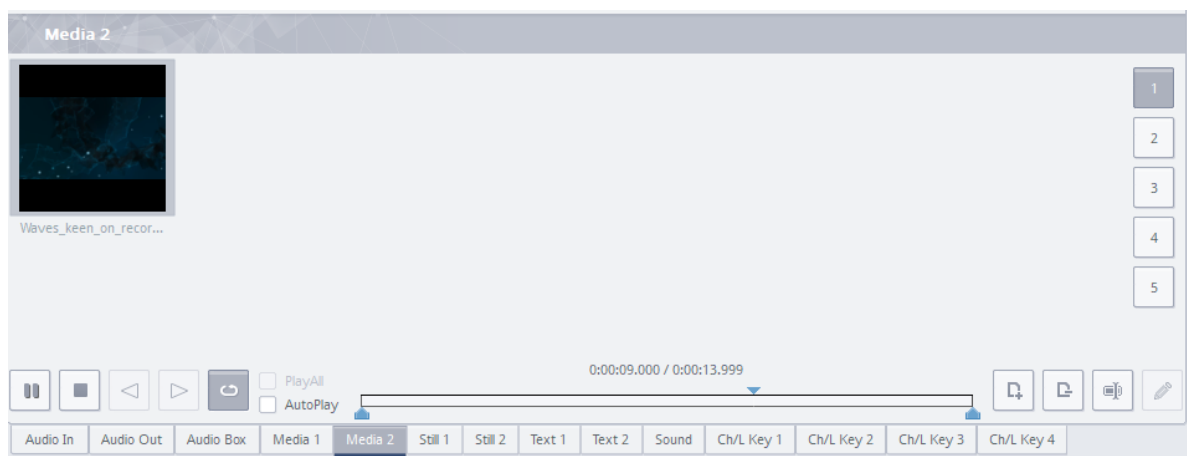 Media 2
1
2
3
4
5
Waves_keen_on_recor...
0:00:09.000 / 0:00:13.999
PlayAll
AutoPlay
Audio In Audio Out Audio Box Media 1 Media 2 Still 1 Still 2 Text 1 Text 2 Sound Ch/L Key 1 Ch/L Key 2 Ch/L Key 3 Ch/L Key 4